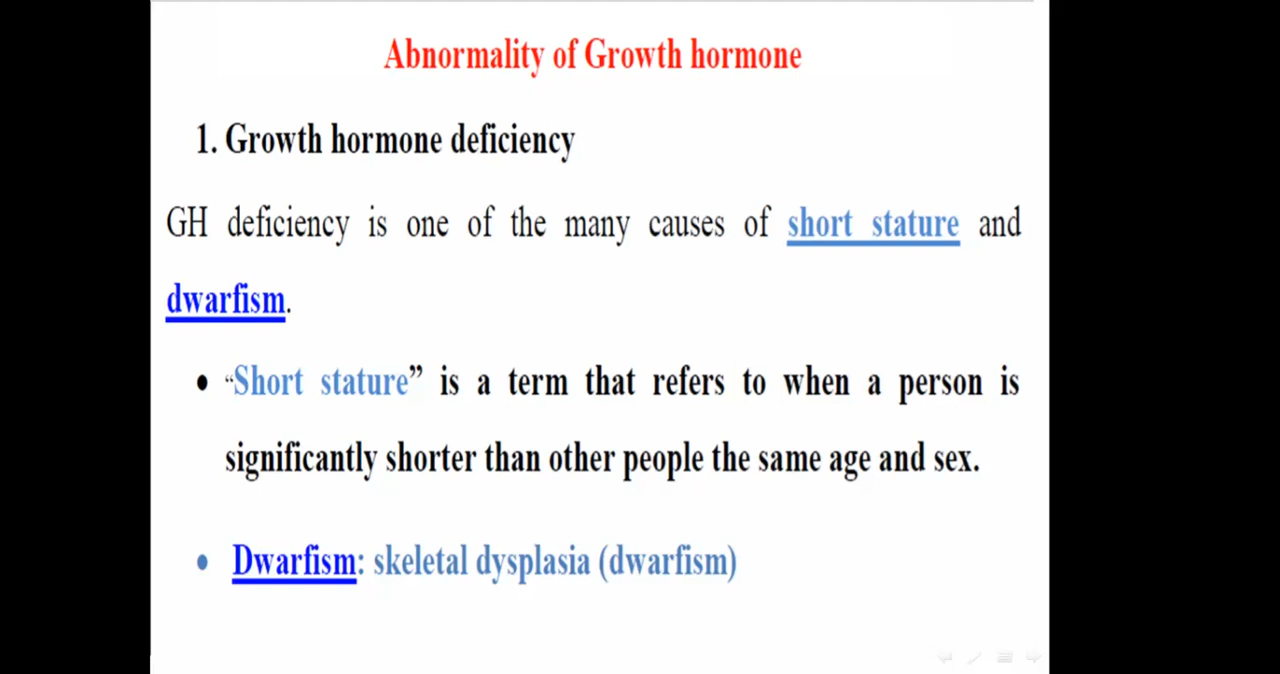 Abnormality of Growth hormone
1. Growth hormone deficiency
GH deficiency is one of the many causes of short stature and
dwarfism.
• “Short stature” is a term that refers to when a person is
significantly shorter than other people the same age and sex.
• Dwarfism: skeletal dysplasia (dwarfism)